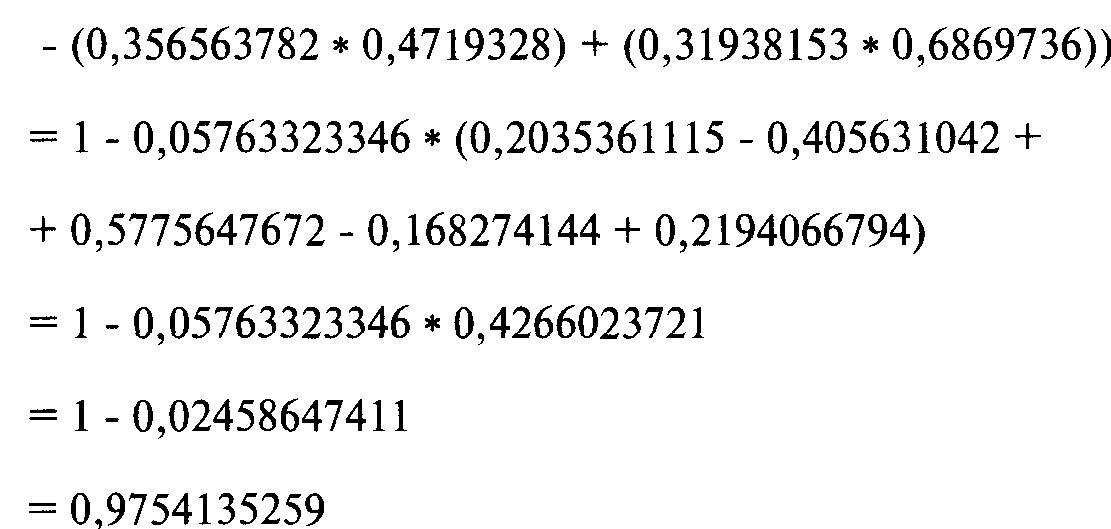 - (0,356563782 * 0,4719328) + (0,31938153 * 0,6869736))
= 1 - 0,05763323346 * (0,2035361115 - 0,405631042 +
+ 0,5775647672 - 0,168274144 + 0,2194066794)
= 1 - 0,05763323346 * 0,4266023721
= 1 - 0,02458647411
= 0,9754135259